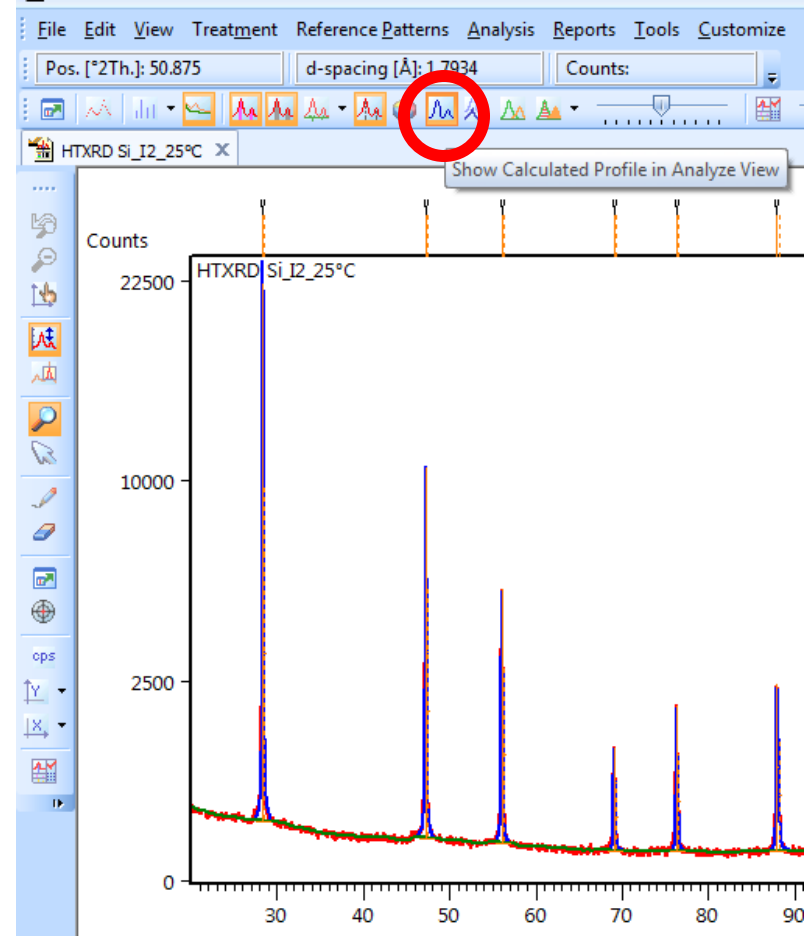 File Edit View Treatment Reference Patterns Analysis Reports Tools Customize
Pos. [°2Th.]: 50.875 d-spacing [Å]: 1.7934 Counts:
HTXRD Si_I2_25°C X
Show Calculated Profile in Analyze View
Counts
HTXRD Si_I2_25°C
22500
10000
cps
2500
Y
X
0
30 40 50 60 70 80 90